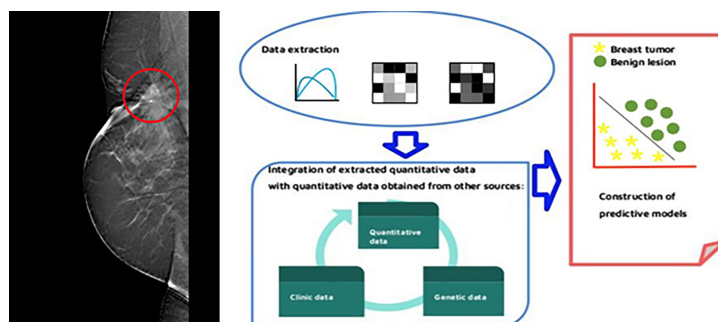 Data extraction
Integration of extracted quantitative data
with quantitative data obtained from other sources:
Quantitative
data
Clinic data
Genetic data
Breast tumor
Benign lesion
Construction of
predictive models